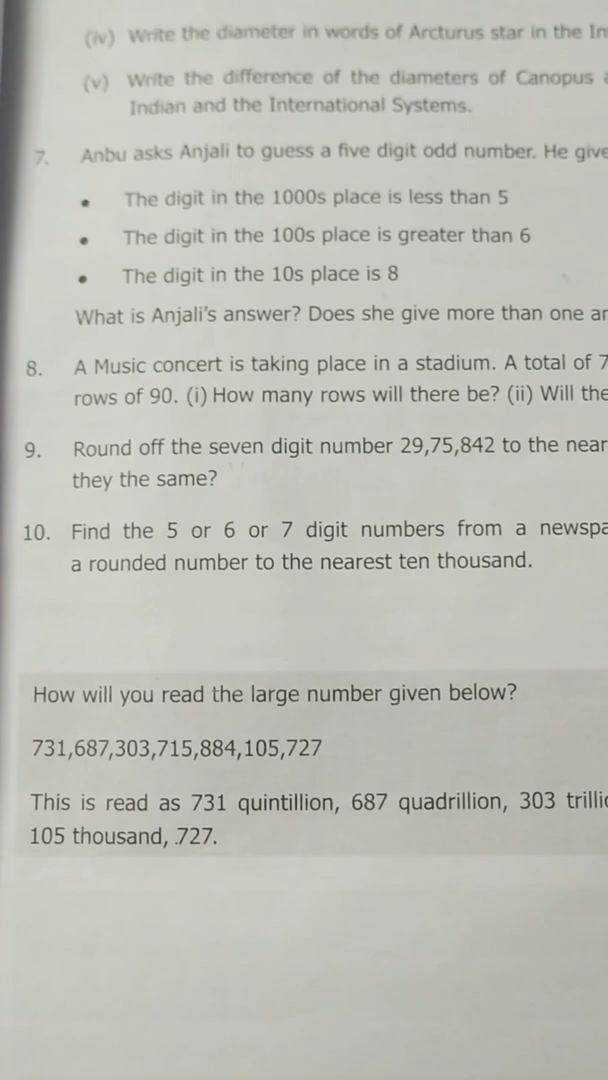 (iv) Write the diameter in words of Arcturus star in the In
(v) Write the difference of the diameters of Canopus
Indian and the International Systems.
7. Anbu asks Anjali to guess a five digit odd number. He give
• The digit in the 1000s place is less than 5
• The digit in the 100s place is greater than 6
• The digit in the 10s place is 8
What is Anjali's answer? Does she give more than one an
8. A Music concert is taking place in a stadium. A total of 7
rows of 90. (i) How many rows will there be? (ii) Will the
9. Round off the seven digit number 29,75,842 to the near
they the same?
10. Find the 5 or 6 or 7 digit numbers from a newspa
a rounded number to the nearest ten thousand.
How will you read the large number given below?
731,687,303,715,884,105,727
This is read as 731 quintillion, 687 quadrillion, 303 trillio
105 thousand, 727.